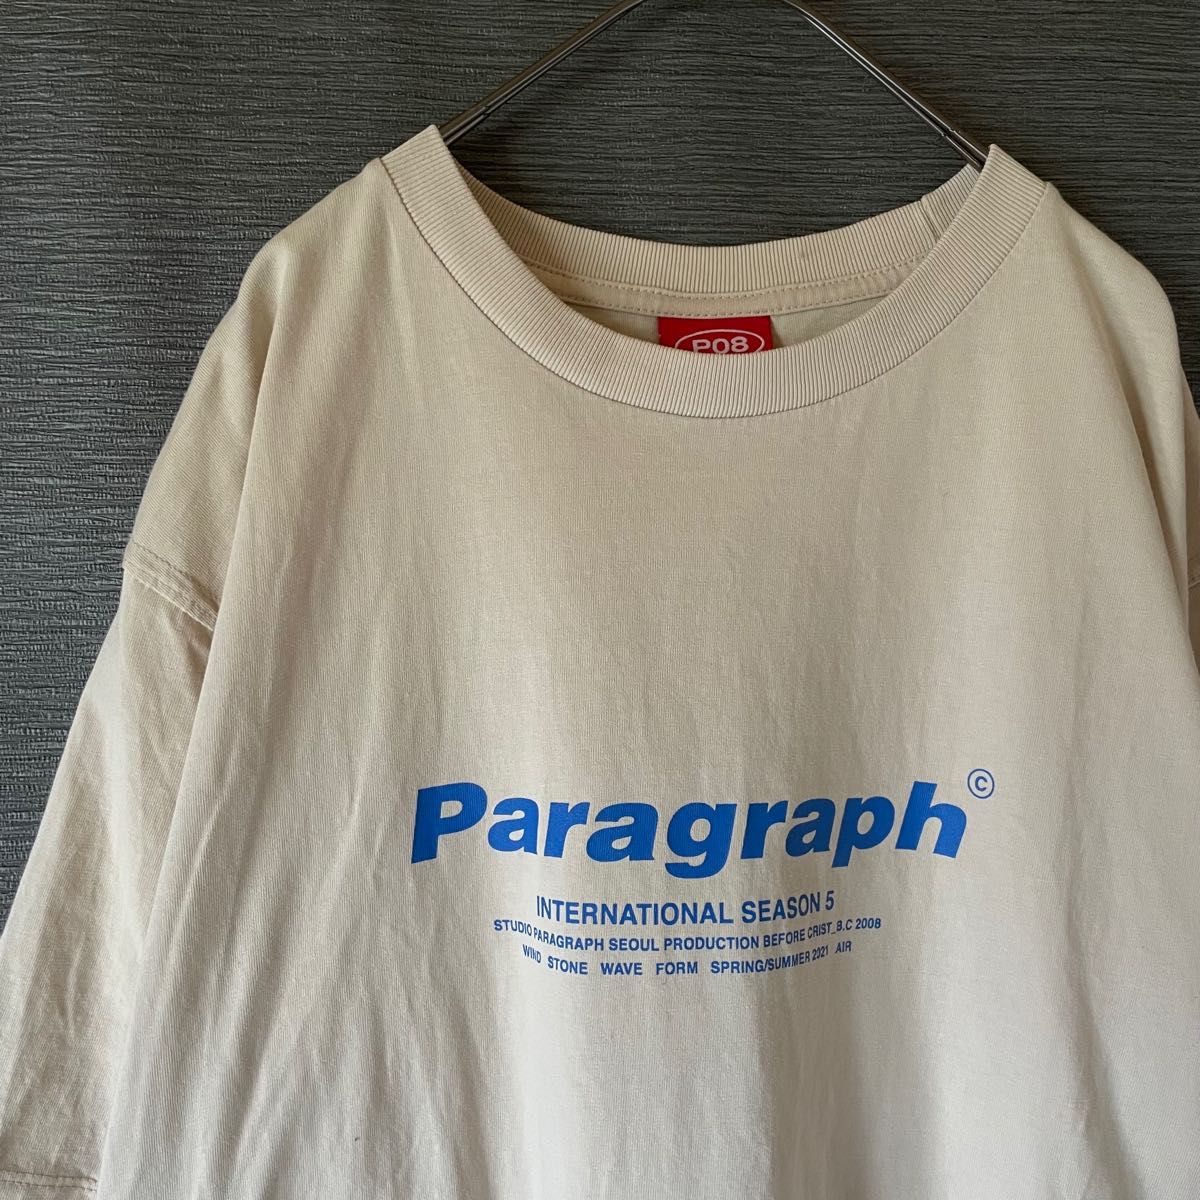 P08
Paragraph©
INTERNATIONAL SEASON 5
STUDIO PARAGRAPH SEOUL PRODUCTION BEFORE CRIST_B.C 2008
WIND STONE WAVE FORM SPRING/SUMMER 2021 AIR